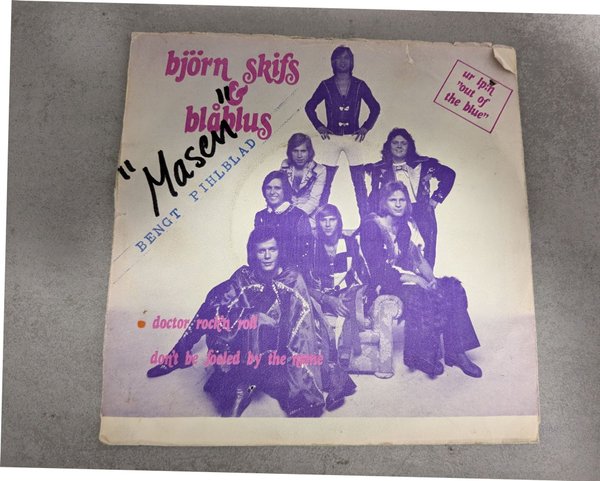 björn skifs
&
blåblus
ur lp:n
"out of
the blue"
"Masen"
BENGT PIHLBLAD
doctor rock'n roll
don't be fooled by the name